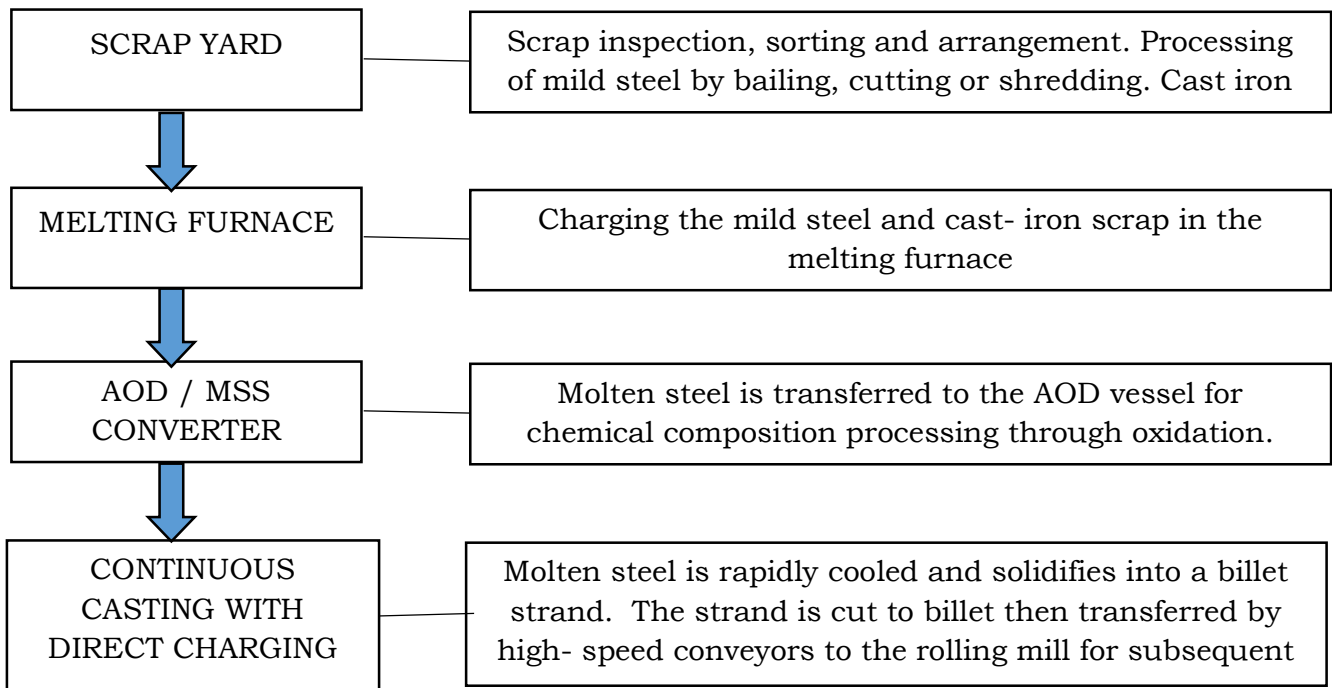 SCRAP YARD
Scrap inspection, sorting and arrangement. Processing
of mild steel by bailing, cutting or shredding. Cast iron
MELTING FURNACE
Charging the mild steel and cast- iron scrap in the
melting furnace
AOD / MSS
CONVERTER
Molten steel is transferred to the AOD vessel for
chemical composition processing through oxidation.
CONTINUOUS
CASTING WITH
DIRECT CHARGING
Molten steel is rapidly cooled and solidifies into a billet
strand.  The strand is cut to billet then transferred by
high- speed conveyors to the rolling mill for subsequent